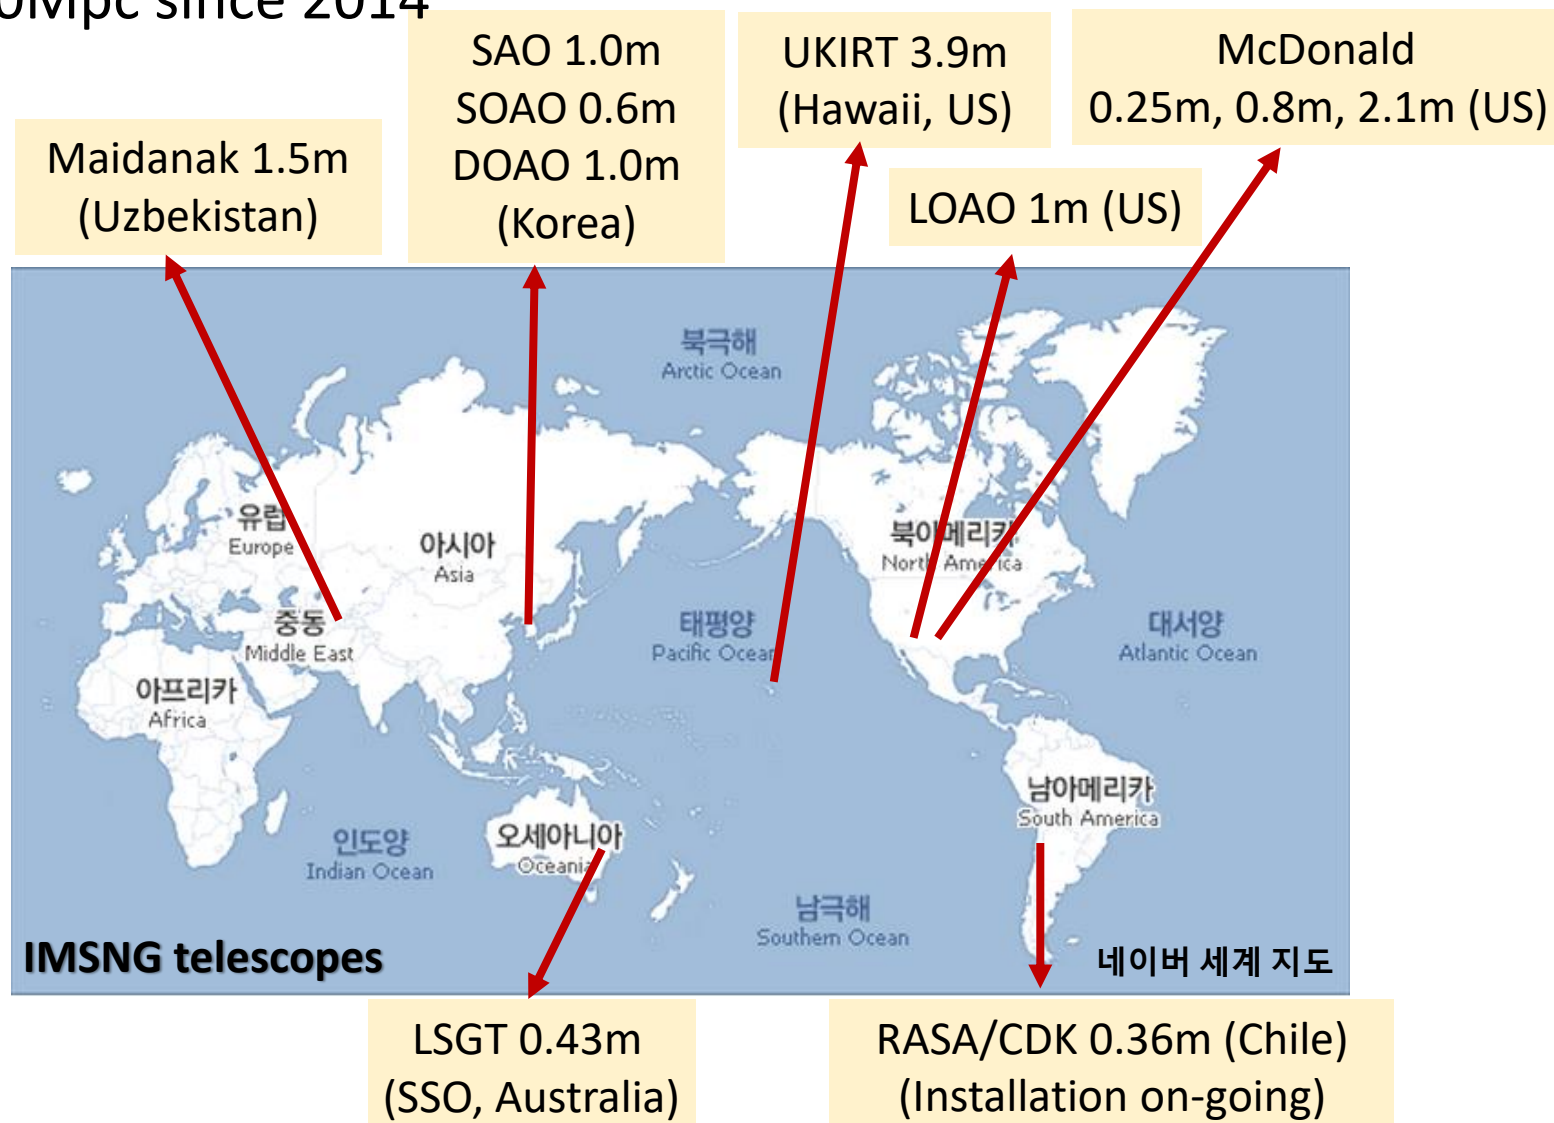 0Mpc since 2014
SAO 1.0m
SOAO 0.6m
DOAO 1.0m
(Korea)
UKIRT 3.9m
(Hawaii, US)
McDonald
0.25m, 0.8m, 2.1m (US)
Maidanak 1.5m
(Uzbekistan)
LOAO 1m (US)
북극해
Arctic Ocean
유럽
Europe
아시아
Asia
북아메리카
North America
중동
Middle East
태평양
Pacific Ocean
대서양
Atlantic Ocean
아프리카
Africa
남아메리카
South America
인도양
Indian Ocean
오세아니아
Oceania
남극해
Southern Ocean
IMSNG telescopes
네이버 세계 지도
LSGT 0.43m
(SSO, Australia)
RASA/CDK 0.36m (Chile)
(Installation on-going)